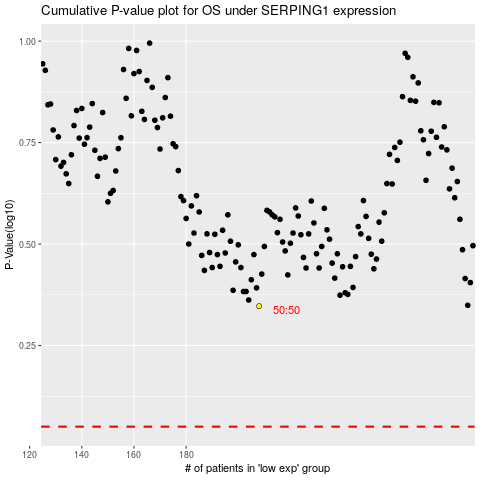 Cumulative P-value plot for OS under SERPING1 expression
P-Value(log10)
1.00
0.75
0.50
0.25
50:50
120 140 160 180
# of patients in 'low exp' group